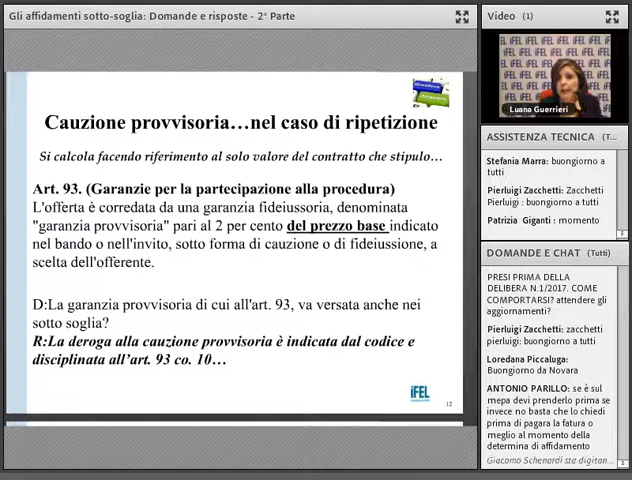 Gli affidamenti sotto-soglia: Domande e risposte - 2° Parte
Cauzione provvisoria…nel caso di ripetizione
Si calcola facendo riferimento al solo valore del contratto che stipulo…
Art. 93. (Garanzie per la partecipazione alla procedura)
L'offerta è corredata da una garanzia fideiussoria, denominata
"garanzia provvisoria" pari al 2 per cento del prezzo base indicato
nel bando o nell'invito, sotto forma di cauzione o di fideiussione, a
scelta dell'offerente.
D:La garanzia provvisoria di cui all'art. 93, va versata anche nei
sotto soglia?
R:La deroga alla cauzione provvisoria è indicata dal codice e
disciplinata all'art. 93 co. 10…
iFEL
12
Video (1)
Luana Guerrieri
ASSISTENZA TECNICA (T...
Stefania Marra: buongiorno a
tutti
Pierluigi Zacchetti: Zacchetti
Pierluigi : buongiorno a tutti
Patrizia Giganti : momento
DOMANDE E CHAT (Tutti)
PRESI PRIMA DELLA
DELIBERA N.1/2017. COME
COMPORTARSI? attendere gli
aggiornamenti?
Pierluigi Zacchetti: zacchetti
pierluigi: buongiorno a tutti
Loredana Piccaluga:
Buongiorno da Novara
ANTONIO PARILLO: se è sul
mepa devi prenderlo prima se
invece no basta che lo chiedi
prima di pagara la fatura o
meglio al momento della
determina di affidamento
Giacomo Schenardi sta digitan...